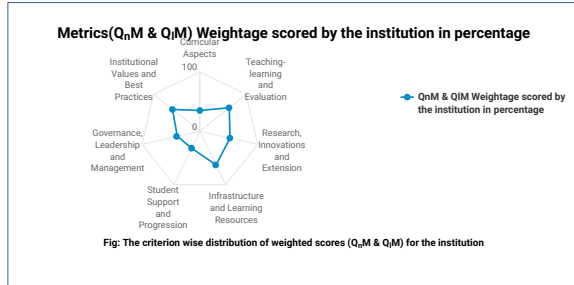 Metrics(QnM & QlM) Weightage scored by the institution in percentage
Curricular
Aspects
100
0
Teaching-
learning and
Evaluation
Research,
Innovations and
Extension
Infrastructure
and Learning
Resources
Student
Support and
Progression
Governance,
Leadership and
Management
Institutional
Values and
Best
Practices
QnM & QlM Weightage scored by
the institution in percentage
Fig: The criterion wise distribution of weighted scores (QnM & QlM) for the institution